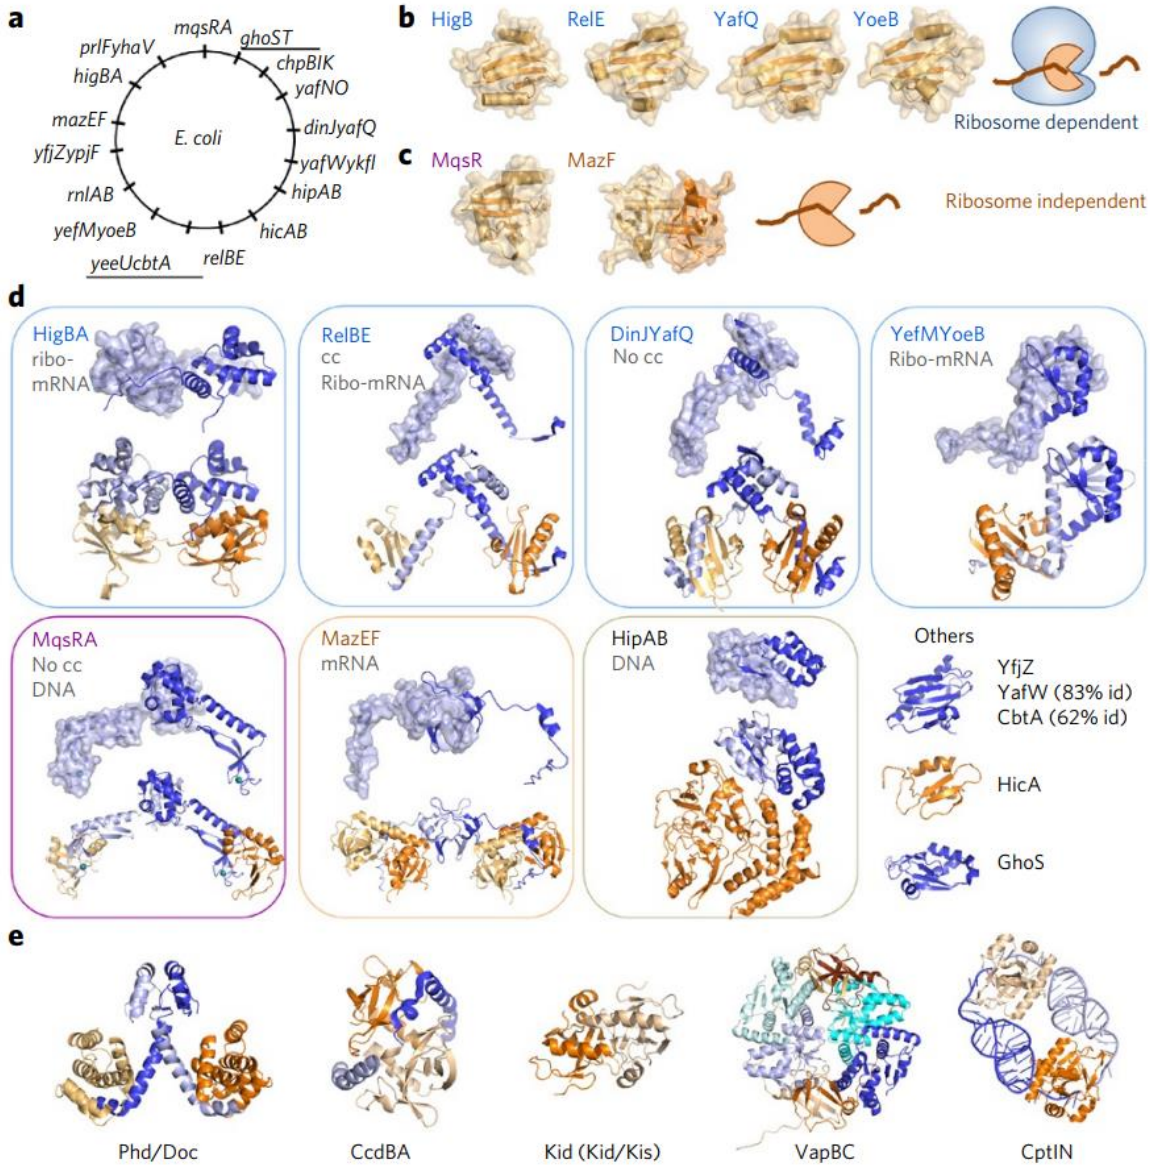 a
mqsRA
ghoST
prlFyhaV
chpBIK
higBA
yafNO
mazEF
E. coli
dinJyafQ
yfjZypjF
yafWykfI
rnlAB
hipAB
yefMyoeB
hicAB
yeeUcbtA
relBE
b
HigB
RelE
YafQ
YoeB
Ribosome dependent
c
MqsR
MazF
Ribosome independent
d
HigBA
ribo-
mRNA
RelBE
cc
Ribo-mRNA
DinJYafQ
No cc
YefMYoeB
Ribo-mRNA
MqsRA
No cc
DNA
MazEF
mRNA
HipAB
DNA
Others
YfjZ
YafW (83% id)
CbtA (62% id)
HicA
GhoS
e
Phd/Doc
CcdBA
Kid (Kid/Kis)
VapBC
CptIN